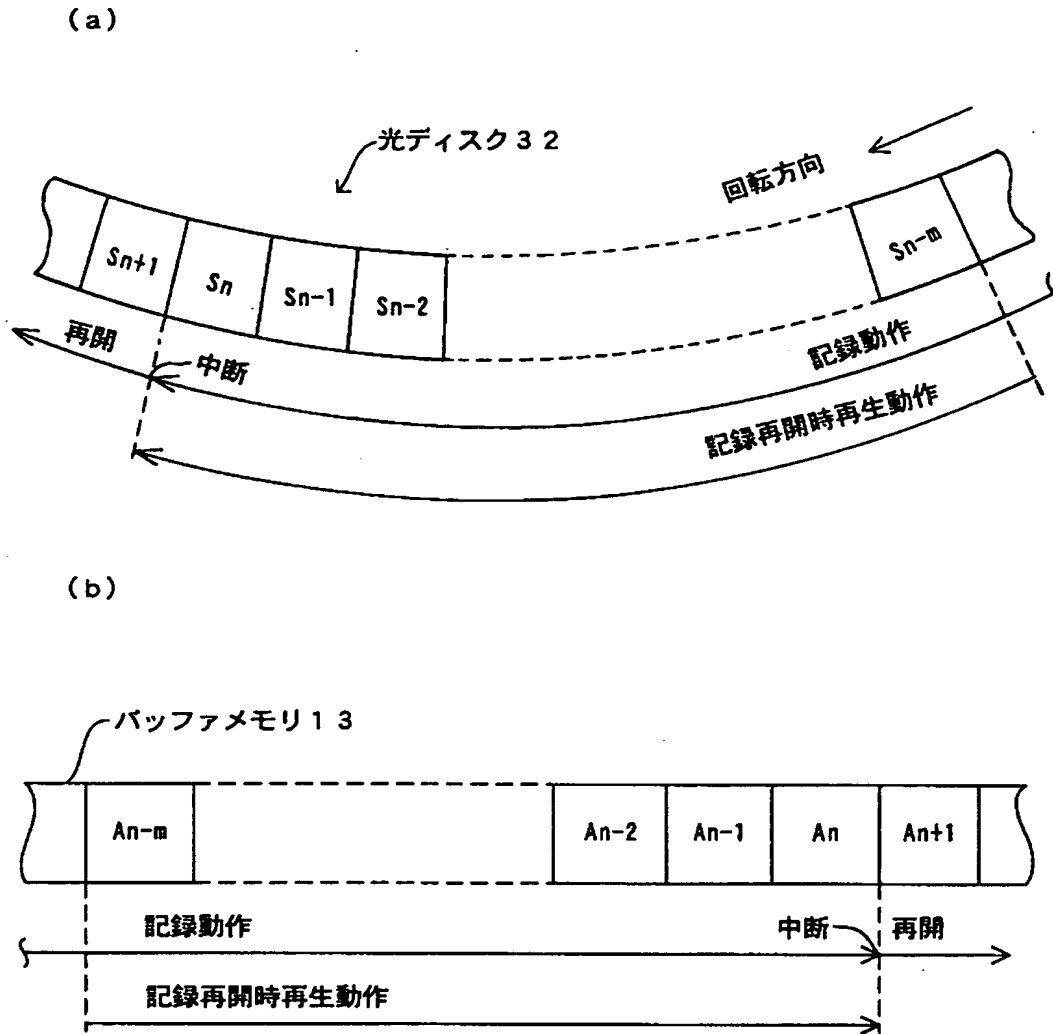 (a)
光ディスク32
回転方向
Sn+1
Sn
Sn-1
Sn-2
Sn-m
再開
中断
記録動作
記録再開時再生動作
(b)
バッファメモリ13
An-m
An-2
An-1
An
An+1
記録動作
中断
再開
記録再開時再生動作